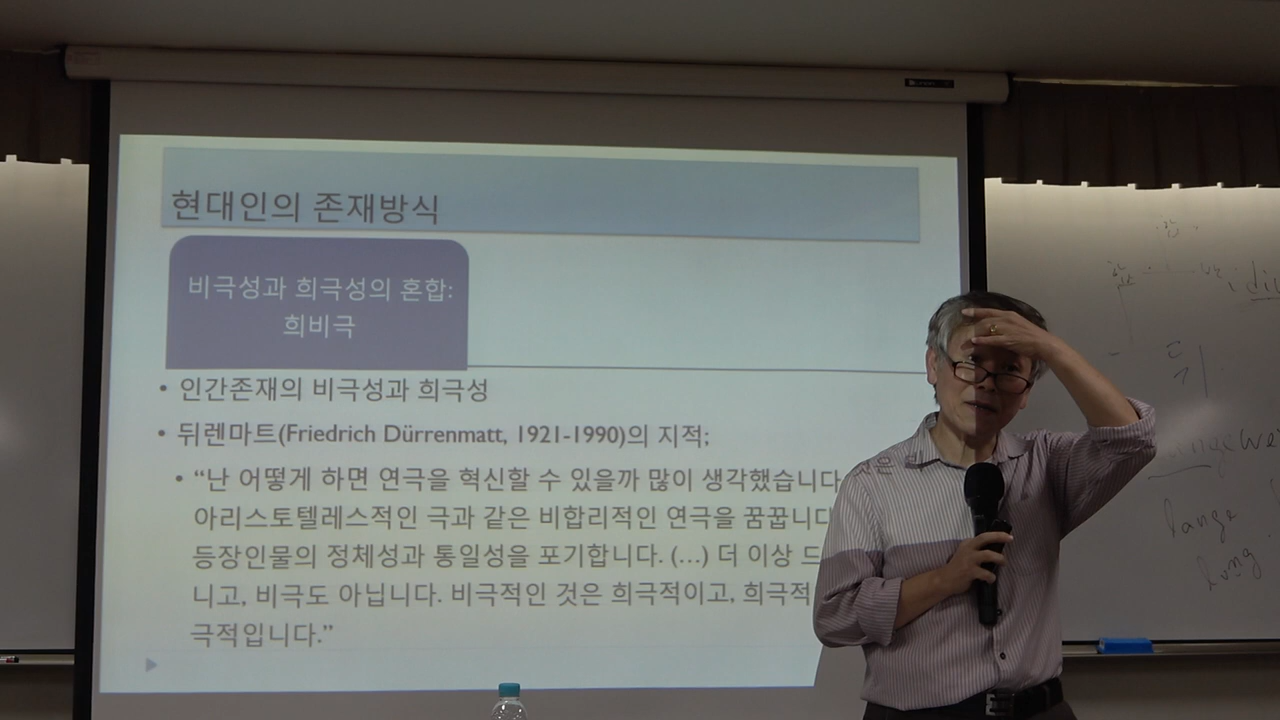 현대인의 존재방식
비극성과 희극성의 혼합:
희비극
• 인간존재의 비극성과 희극성
• 뒤렌마트(Friedrich Dürrenmatt, 1921-1990)의 지적;
• “난 어떻게 하면 연극을 혁신할 수 있을까 많이 생각했습니다
아리스토텔레스적인 극과 같은 비합리적인 연극을 꿈꿉니다
등장인물의 정체성과 통일성을 포기합니다. (…) 더 이상 드
니고, 비극도 아닙니다. 비극적인 것은 희극적이고, 희극적
극적입니다.”
lange
long